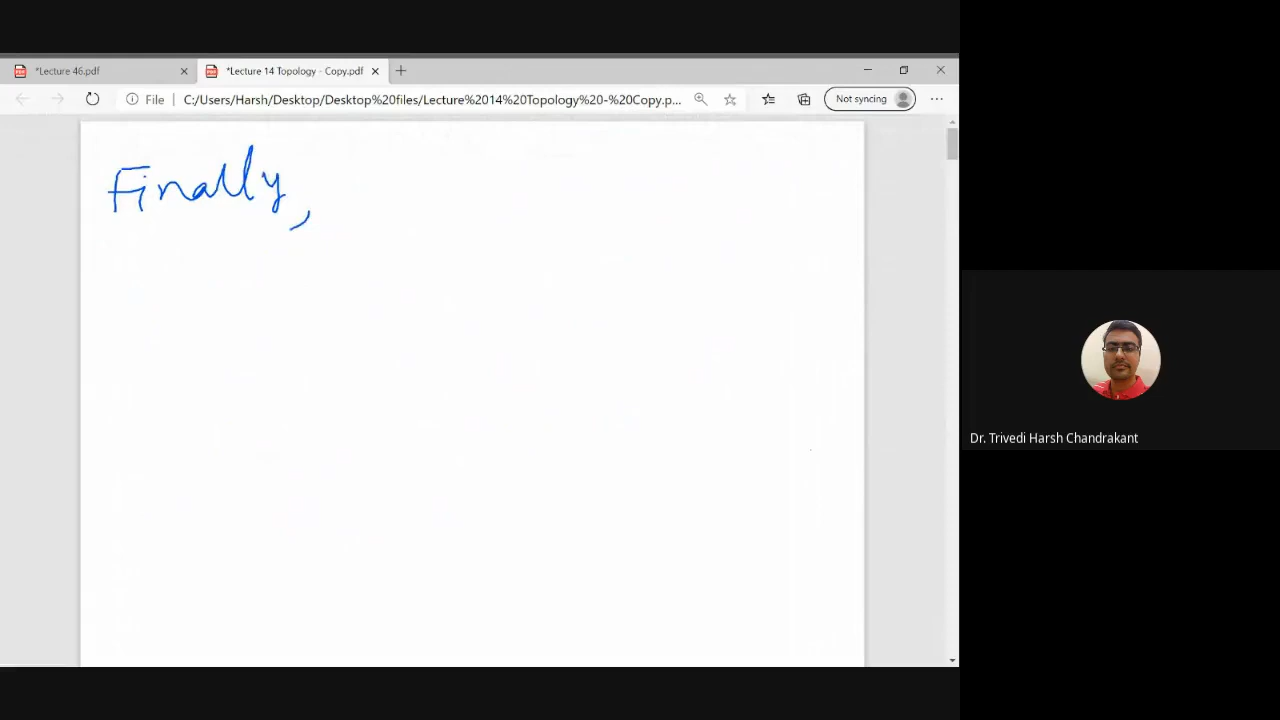 *Lecture 46.pdf
*Lecture 14 Topology - Copy.pdf
File C:/Users/Harsh/Desktop/Desktop%20files/Lecture%2014%20Topology%20-%20Copy.p...
Not syncing
Finally,
Dr. Trivedi Harsh Chandrakant